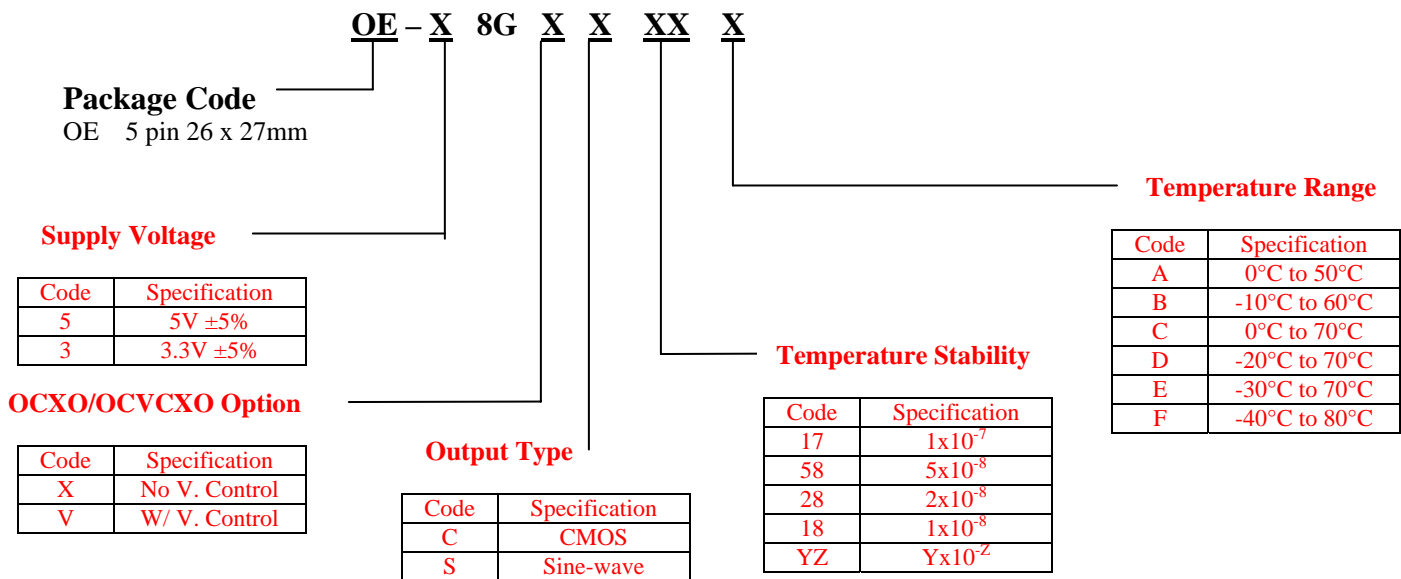 OE – X 8G X X XX X
Package Code
OE 5 pin 26 x 27mm
Supply Voltage
Code Specification
5 5V ±5%
3 3.3V ±5%
OCXO/OCVCXO Option
Code Specification
X No V. Control
V W/ V. Control
Output Type
Code Specification
C CMOS
S Sine-wave
Temperature Stability
Code Specification
17 1x10⁻⁷
58 5x10⁻⁸
28 2x10⁻⁸
18 1x10⁻⁸
YZ Yx10⁻ᶻ
Temperature Range
Code Specification
A 0°C to 50°C
B -10°C to 60°C
C 0°C to 70°C
D -20°C to 70°C
E -30°C to 70°C
F -40°C to 80°C